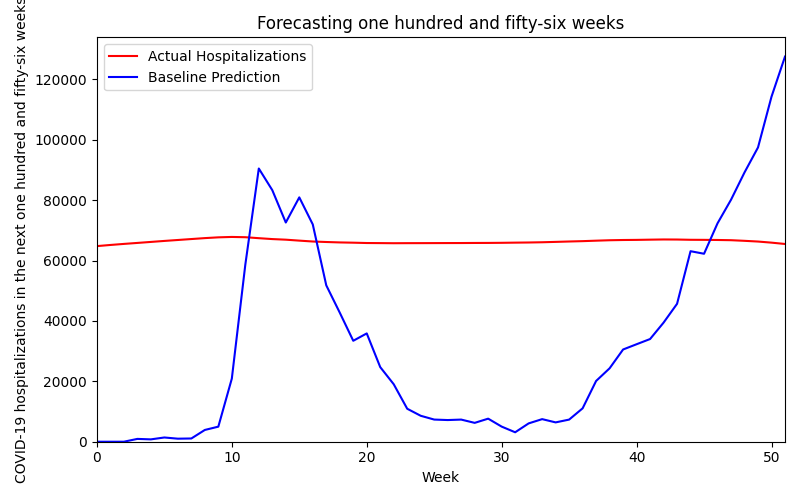 Forecasting one hundred and fifty-six weeks
COVID-19 hospitalizations in the next one hundred and fifty-six weeks
120000
100000
80000
60000
40000
20000
0
Actual Hospitalizations
Baseline Prediction
0 10 20 30 40 50
Week